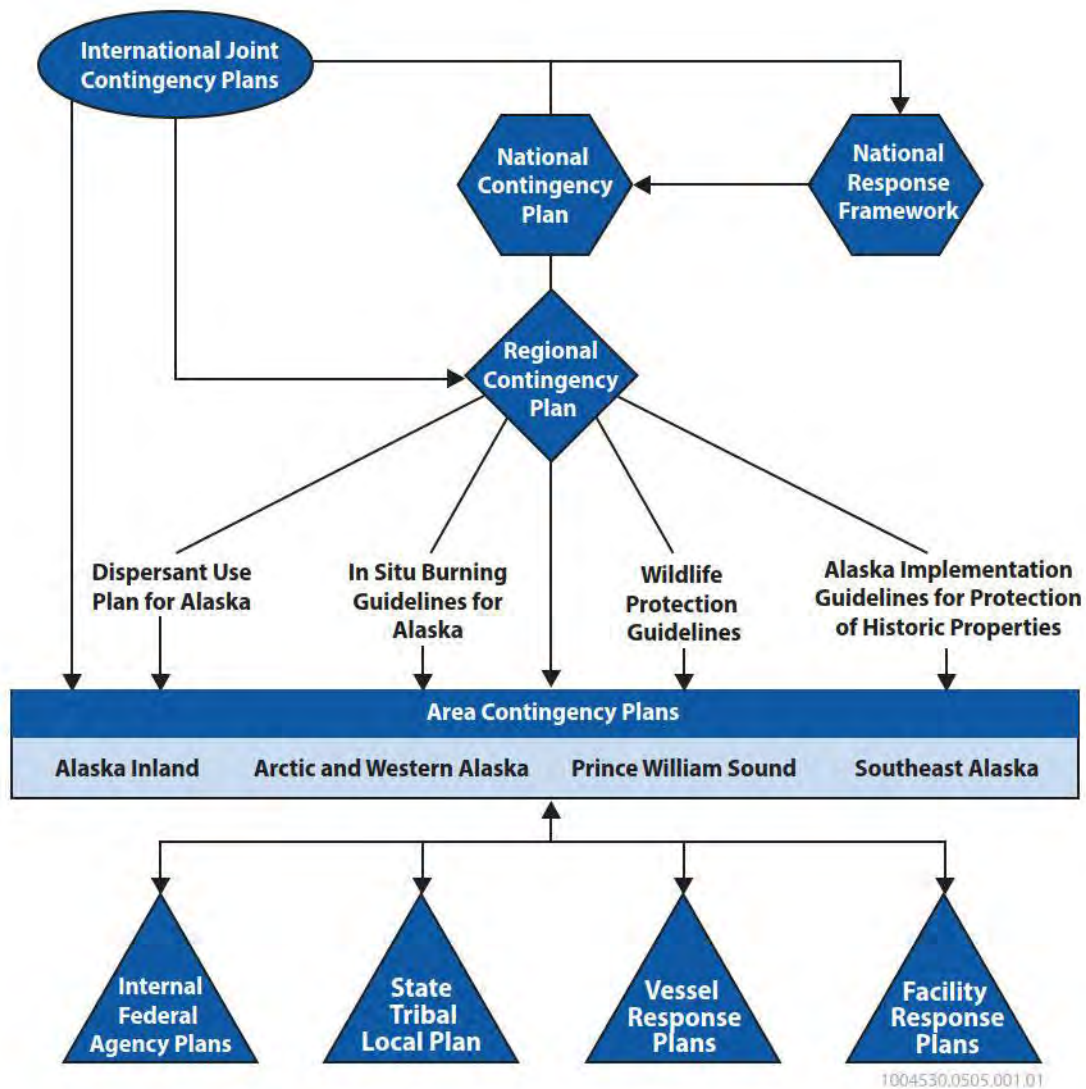 International Joint
Contingency Plans
National
Contingency
Plan
National
Response
Framework
Regional
Contingency
Plan
Dispersant Use
Plan for Alaska
In Situ Burning
Guidelines for
Alaska
Wildlife
Protection
Guidelines
Alaska Implementation
Guidelines for Protection
of Historic Properties
Area Contingency Plans
Alaska Inland
Arctic and Western Alaska
Prince William Sound
Southeast Alaska
Internal
Federal
Agency Plans
State
Tribal
Local Plan
Vessel
Response
Plans
Facility
Response
Plans
1004530.0505.001.01